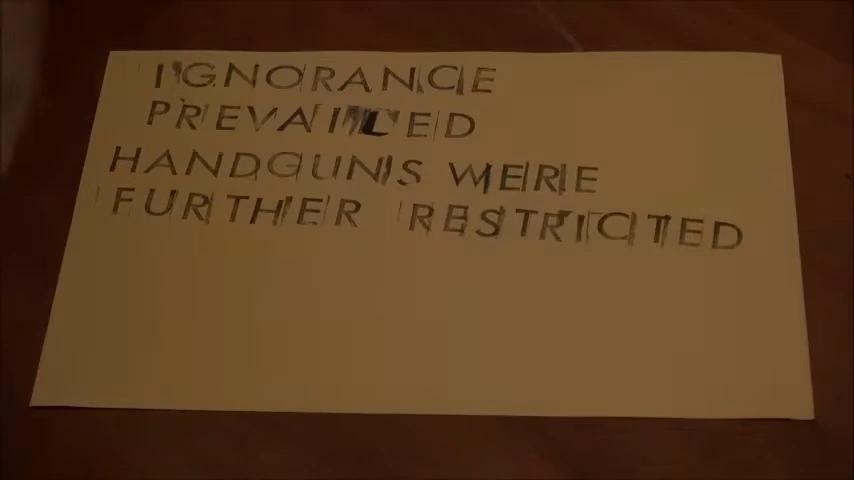 IGNORANCE
PREVAILED
HANDGUNS WERE
FURTHER RESTRICTED